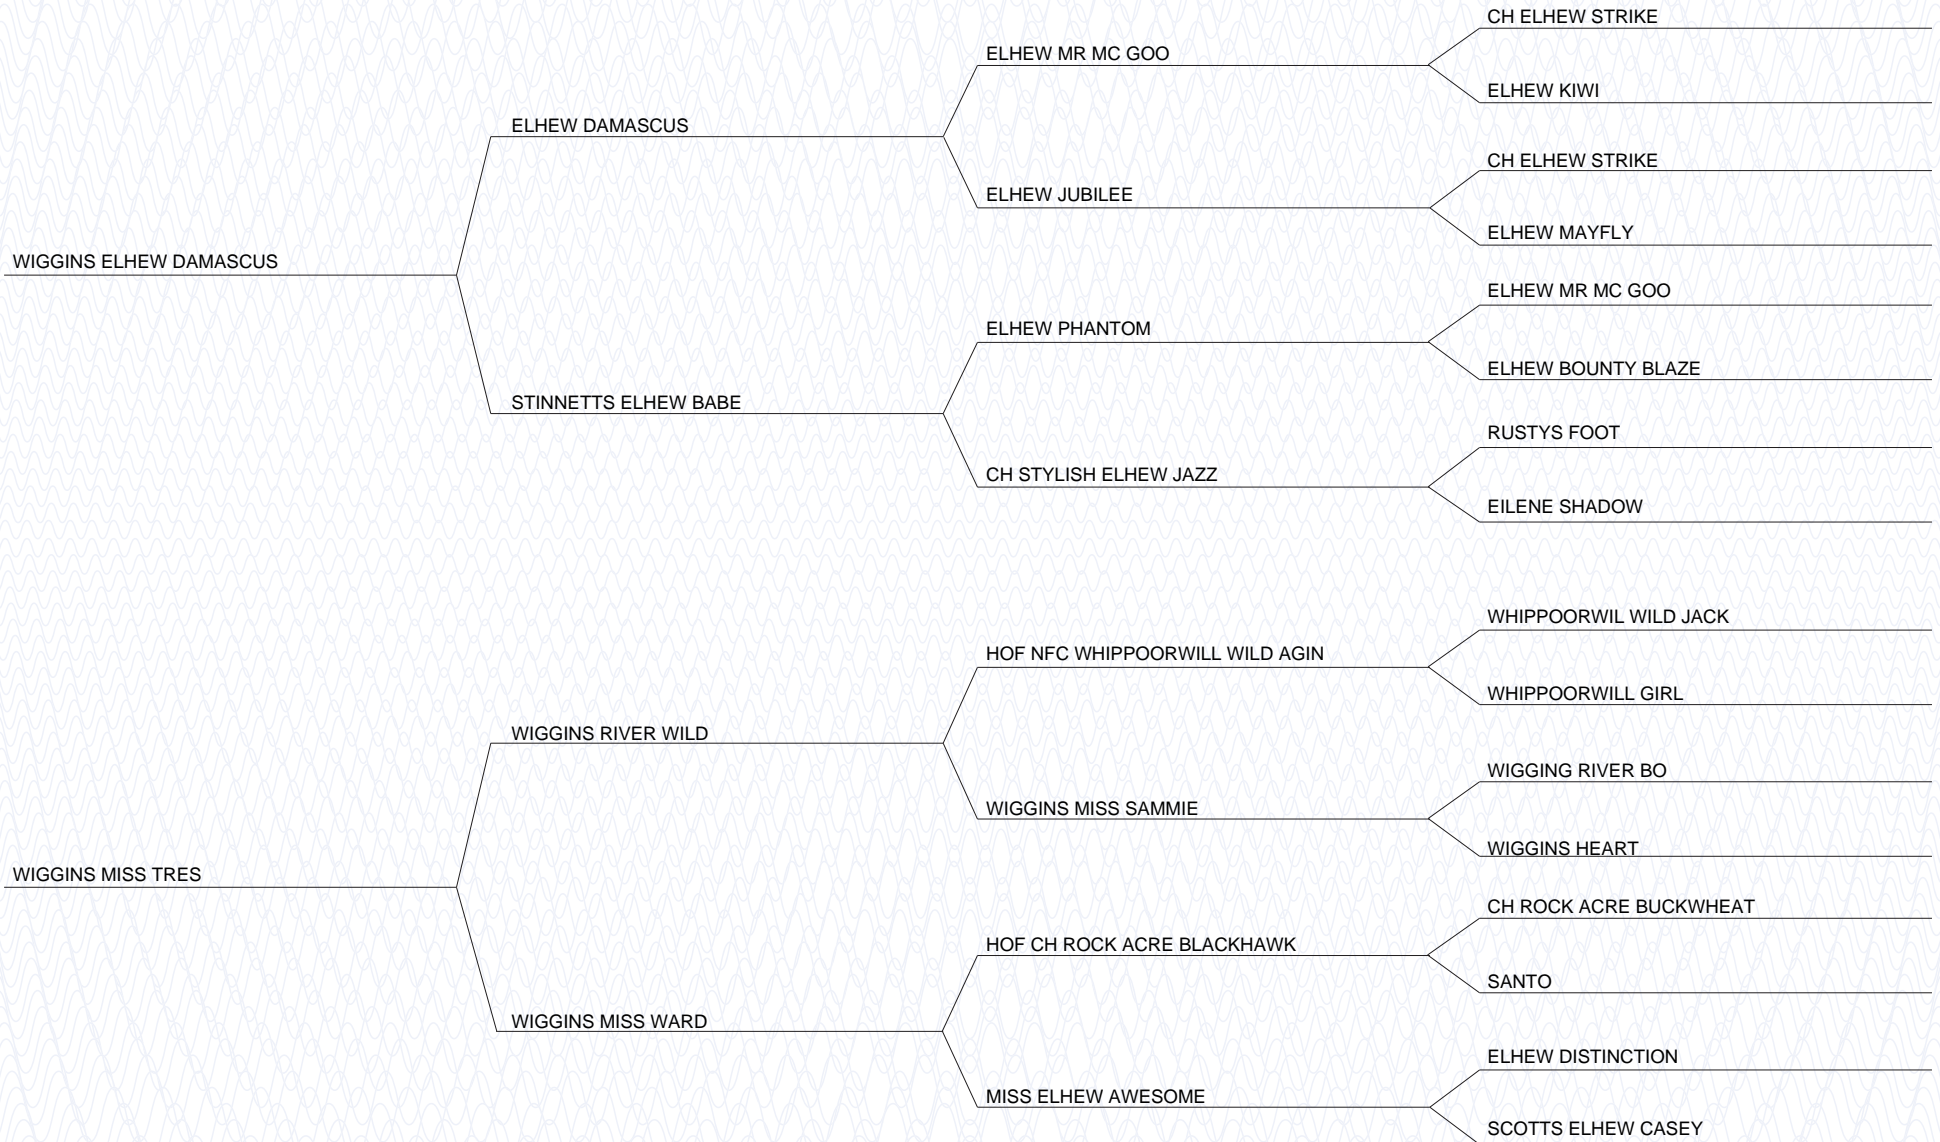 CH ELHEW STRIKE
ELHEW MR MC GOO
ELHEW KIWI
ELHEW DAMASCUS
CH ELHEW STRIKE
ELHEW JUBILEE
ELHEW MAYFLY
WIGGINS ELHEW DAMASCUS
ELHEW MR MC GOO
ELHEW PHANTOM
ELHEW BOUNTY BLAZE
STINNETTS ELHEW BABE
RUSTYS FOOT
CH STYLISH ELHEW JAZZ
EILENE SHADOW
WHIPPOORWIL WILD JACK
HOF NFC WHIPPOORWILL WILD AGIN
WHIPPOORWILL GIRL
WIGGINS RIVER WILD
WIGGING RIVER BO
WIGGINS MISS SAMMIE
WIGGINS HEART
WIGGINS MISS TRES
CH ROCK ACRE BUCKWHEAT
HOF CH ROCK ACRE BLACKHAWK
SANTO
WIGGINS MISS WARD
ELHEW DISTINCTION
MISS ELHEW AWESOME
SCOTTS ELHEW CASEY